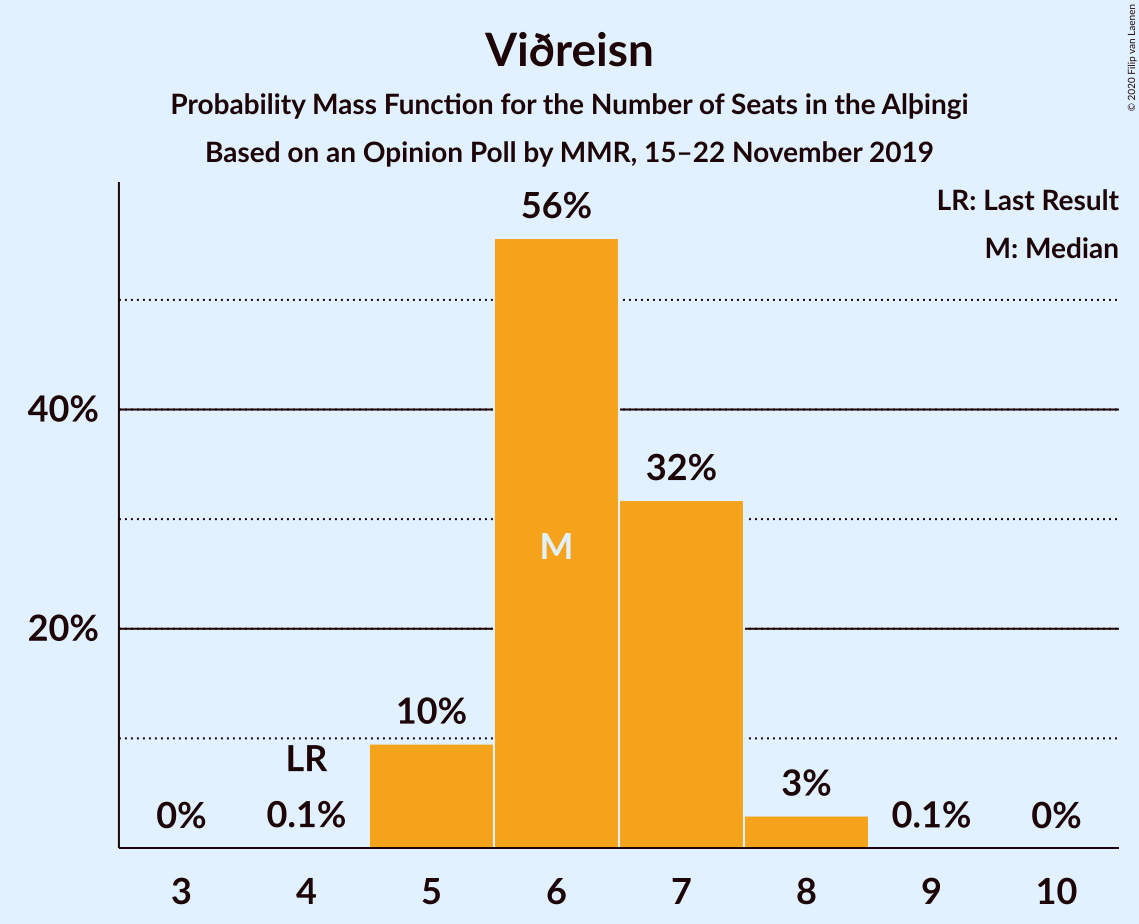 Viðreisn
Probability Mass Function for the Number of Seats in the Alþingi
Based on an Opinion Poll by MMR, 15–22 November 2019
© 2020 Filip van Laenen
LR: Last Result
M: Median
56%
40%
32%
M
20%
10%
LR
3%
0%
0.1%
0.1%
0%
3 4 5 6 7 8 9 10